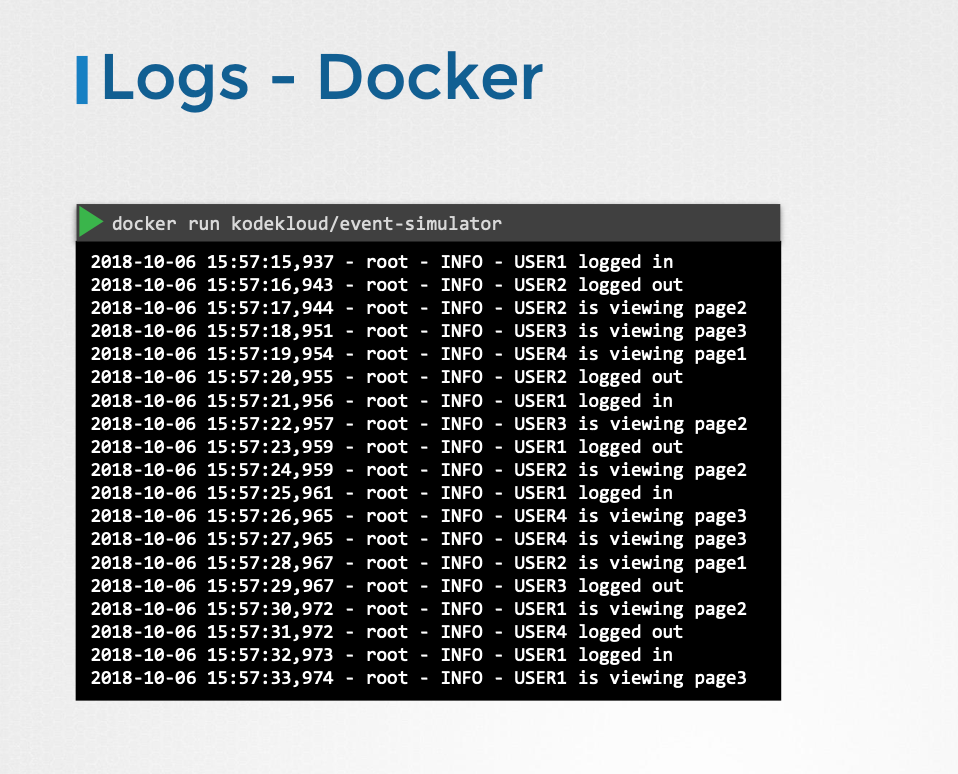 Logs - Docker
docker run kodekloud/event-simulator
2018-10-06 15:57:15,937 - root - INFO - USER1 logged in
2018-10-06 15:57:16,943 - root - INFO - USER2 logged out
2018-10-06 15:57:17,944 - root - INFO - USER2 is viewing page2
2018-10-06 15:57:18,951 - root - INFO - USER3 is viewing page3
2018-10-06 15:57:19,954 - root - INFO - USER4 is viewing page1
2018-10-06 15:57:20,955 - root - INFO - USER2 logged out
2018-10-06 15:57:21,956 - root - INFO - USER1 logged in
2018-10-06 15:57:22,957 - root - INFO - USER3 is viewing page2
2018-10-06 15:57:23,959 - root - INFO - USER1 logged out
2018-10-06 15:57:24,959 - root - INFO - USER2 is viewing page2
2018-10-06 15:57:25,961 - root - INFO - USER1 logged in
2018-10-06 15:57:26,965 - root - INFO - USER4 is viewing page3
2018-10-06 15:57:27,965 - root - INFO - USER4 is viewing page3
2018-10-06 15:57:28,967 - root - INFO - USER2 is viewing page1
2018-10-06 15:57:29,967 - root - INFO - USER3 logged out
2018-10-06 15:57:30,972 - root - INFO - USER1 is viewing page2
2018-10-06 15:57:31,972 - root - INFO - USER4 logged out
2018-10-06 15:57:32,973 - root - INFO - USER1 logged in
2018-10-06 15:57:33,974 - root - INFO - USER1 is viewing page3